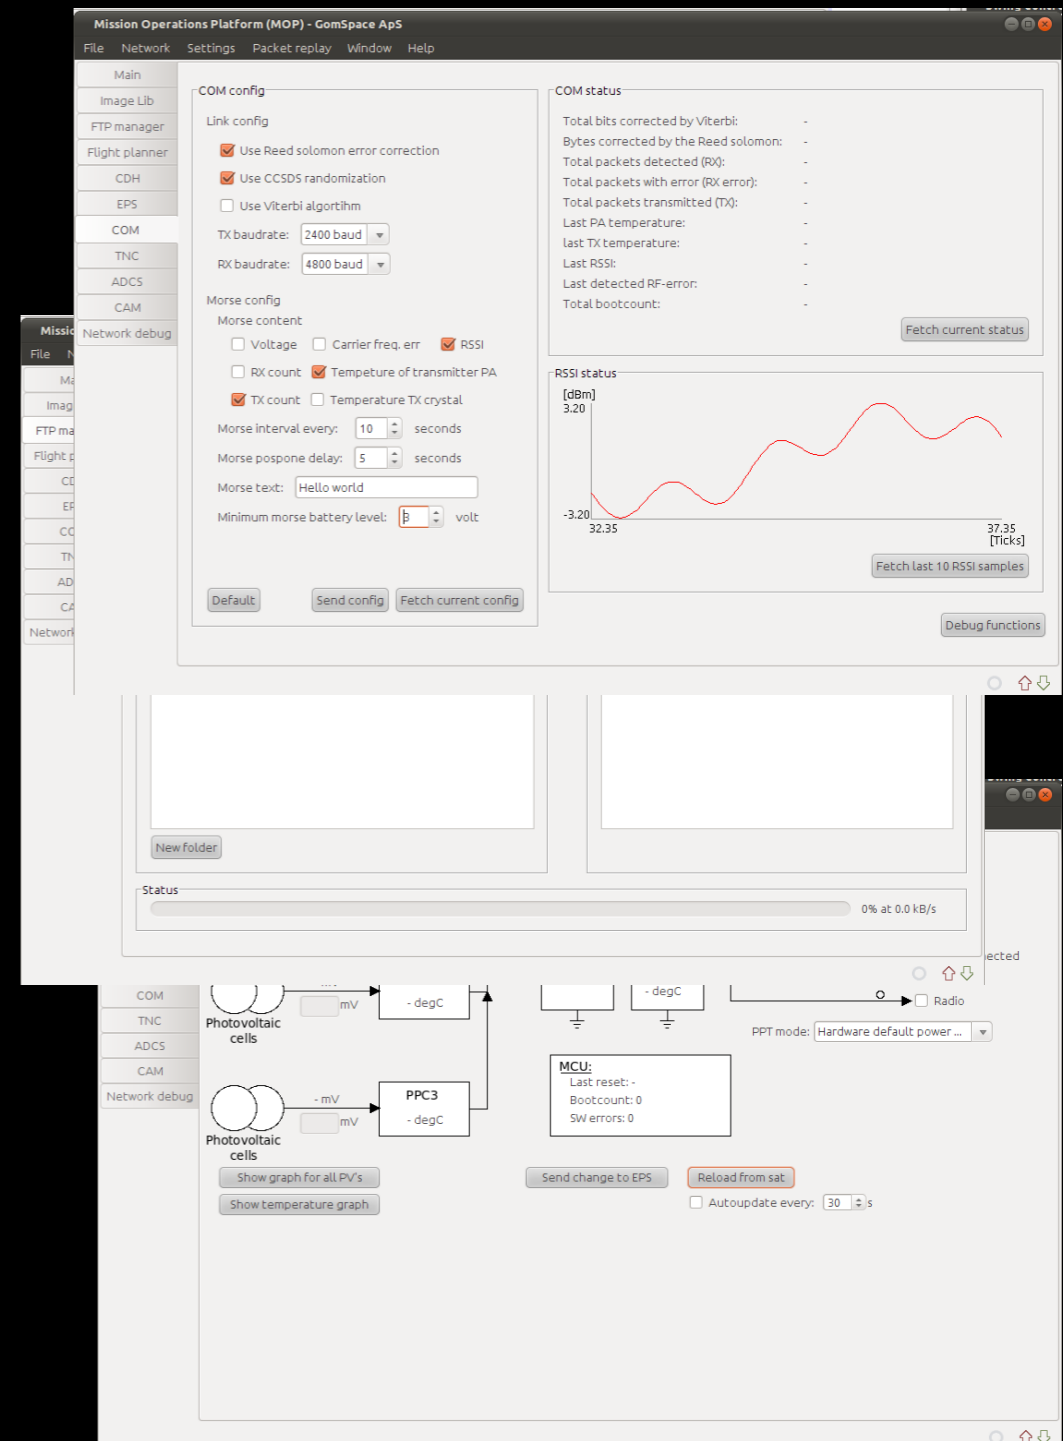 Mission Operations Platform (MOP) - GomSpace ApS
File Network Settings Packet replay Window Help
Main
Image Lib
FTP manager
Flight planner
CDH
EPS
COM
TNC
ADCS
CAM
Network debug
COM config
Link config
Use Reed solomon error correction
Use CCSDS randomization
Use Viterbi algortihm
TX baudrate: 2400 baud
RX baudrate: 4800 baud
Morse config
Morse content
Voltage Carrier freq. err RSSI
RX count Tempeture of transmitter PA
TX count Temperature TX crystal
Morse interval every: 10 seconds
Morse pospone delay: 5 seconds
Morse text: Hello world
Minimum morse battery level: 3 volt
Default Send config Fetch current config
COM status
Total bits corrected by Viterbi: -
Bytes corrected by the Reed solomon: -
Total packets detected (RX): -
Total packets with error (RX error): -
Total packets transmitted (TX): -
Last PA temperature: -
last TX temperature: -
Last RSSI: -
Last detected RF-error: -
Total bootcount: -
Fetch current status
RSSI status
[dBm]
3.20
-3.20
32.35 37.35
[Ticks]
Fetch last 10 RSSI samples
Debug functions
Missio
File N
Ma
Imag
FTP ma
Flight p
CD
EP
CO
TN
AD
CA
Network
New folder
Status
0% at 0.0 kB/s
ected
COM
TNC
ADCS
CAM
Network debug
mV
- degC
Photovoltaic
cells
- degC
Radio
PPT mode: Hardware default power ...
MCU:
Last reset: -
Bootcount: 0
SW errors: 0
- mV
mV
PPC3
- degC
Photovoltaic
cells
Show graph for all PV's
Show temperature graph
Send change to EPS Reload from sat
Autoupdate every: 30 s